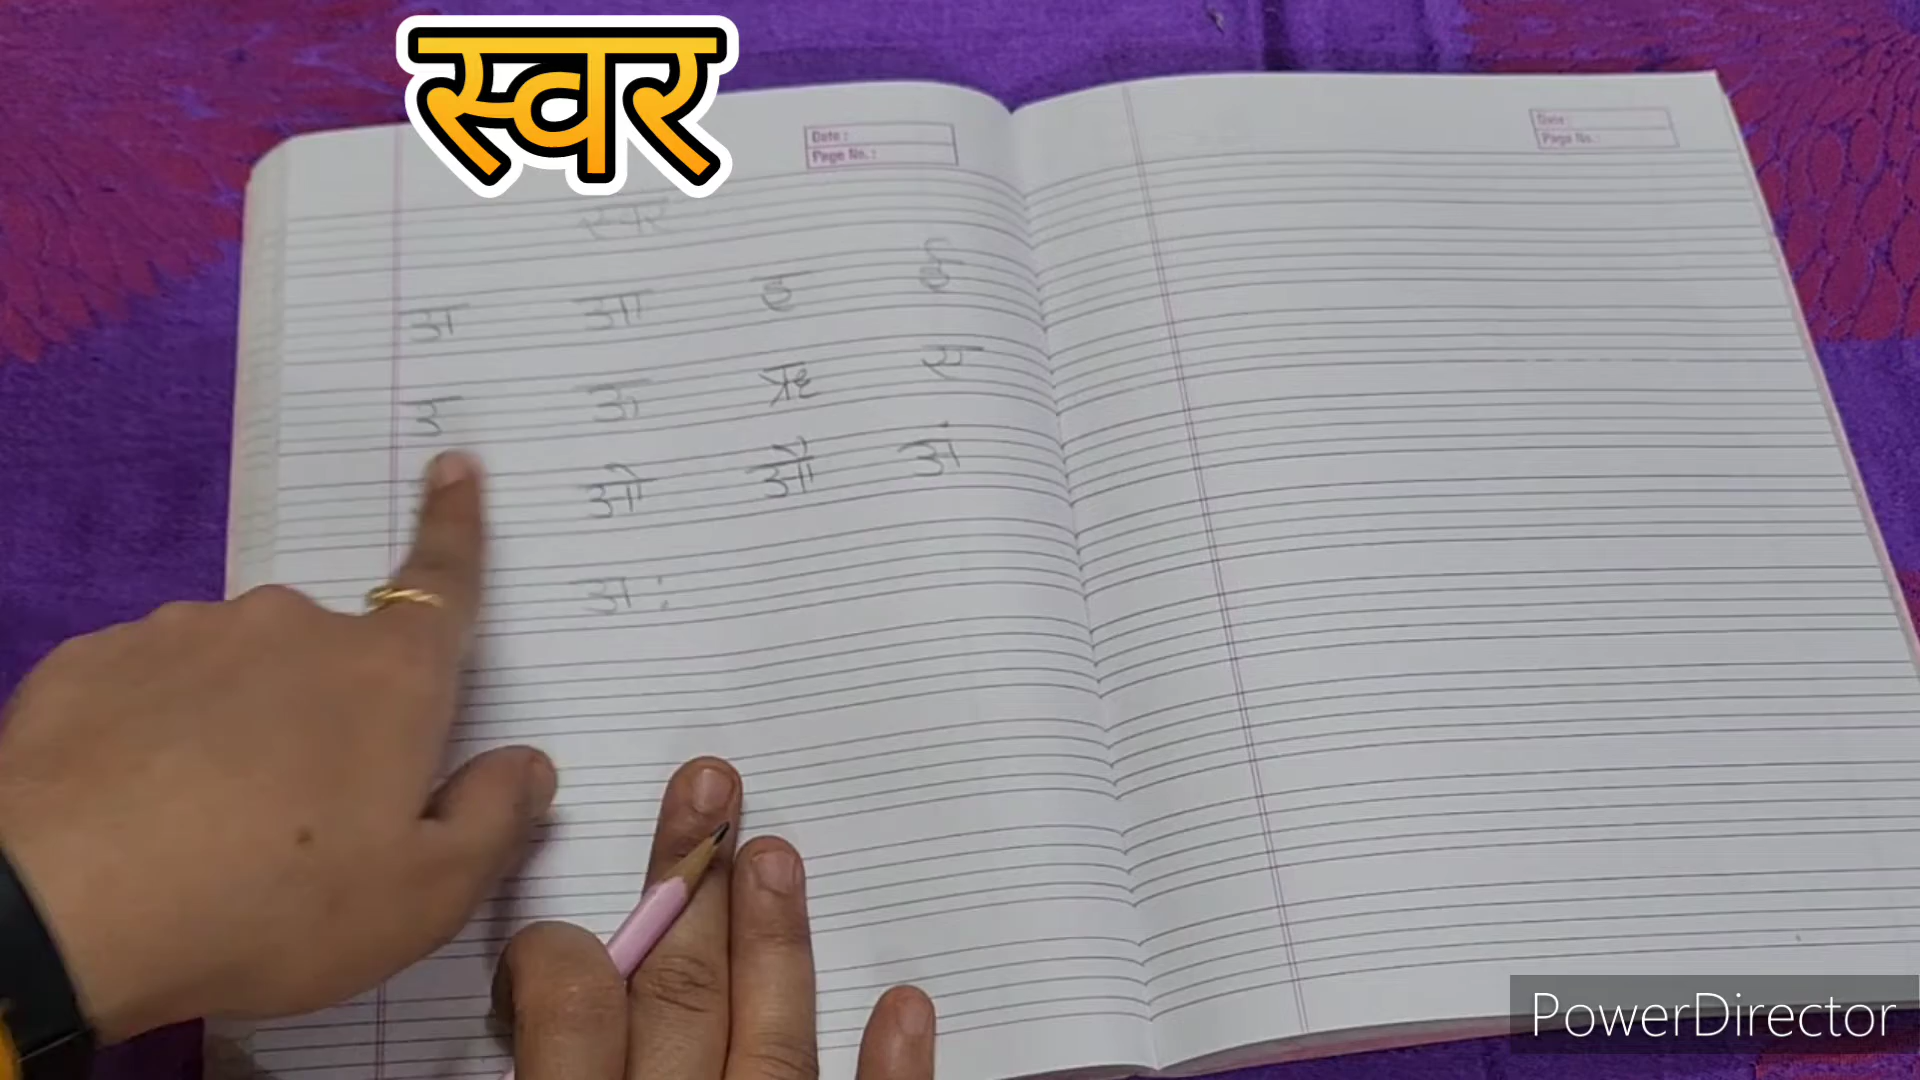 स्वर
Date :
Page No. :
Date :
Page No. :
स्वर
अ आ इ ई
उ ऊ ऋ ए
ओ औ अं
अ :
PowerDirector